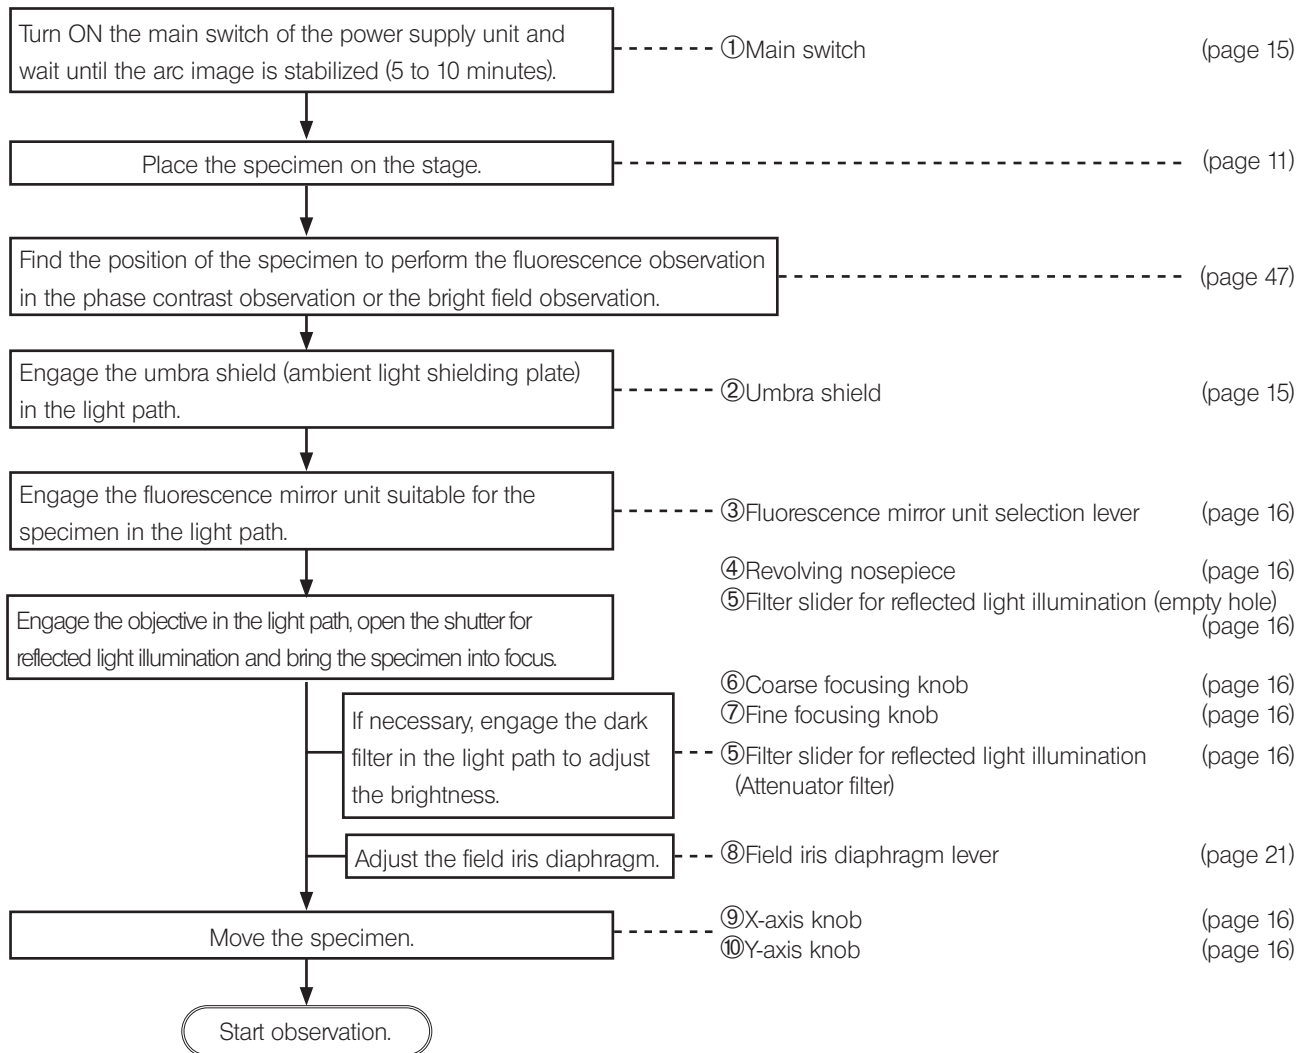 Turn ON the main switch of the power supply unit and
wait until the arc image is stabilized (5 to 10 minutes).
①Main switch (page 15)
Place the specimen on the stage. (page 11)
Find the position of the specimen to perform the fluorescence observation
in the phase contrast observation or the bright field observation.
(page 47)
Engage the umbra shield (ambient light shielding plate)
in the light path.
②Umbra shield (page 15)
Engage the fluorescence mirror unit suitable for the
specimen in the light path.
③Fluorescence mirror unit selection lever (page 16)
④Revolving nosepiece (page 16)
⑤Filter slider for reflected light illumination (empty hole)
(page 16)
Engage the objective in the light path, open the shutter for
reflected light illumination and bring the specimen into focus.
⑥Coarse focusing knob (page 16)
⑦Fine focusing knob (page 16)
If necessary, engage the dark
filter in the light path to adjust
the brightness.
⑤Filter slider for reflected light illumination (page 16)
(Attenuator filter)
Adjust the field iris diaphragm.
⑧Field iris diaphragm lever (page 21)
Move the specimen.
⑨X-axis knob (page 16)
⑩Y-axis knob (page 16)
Start observation.